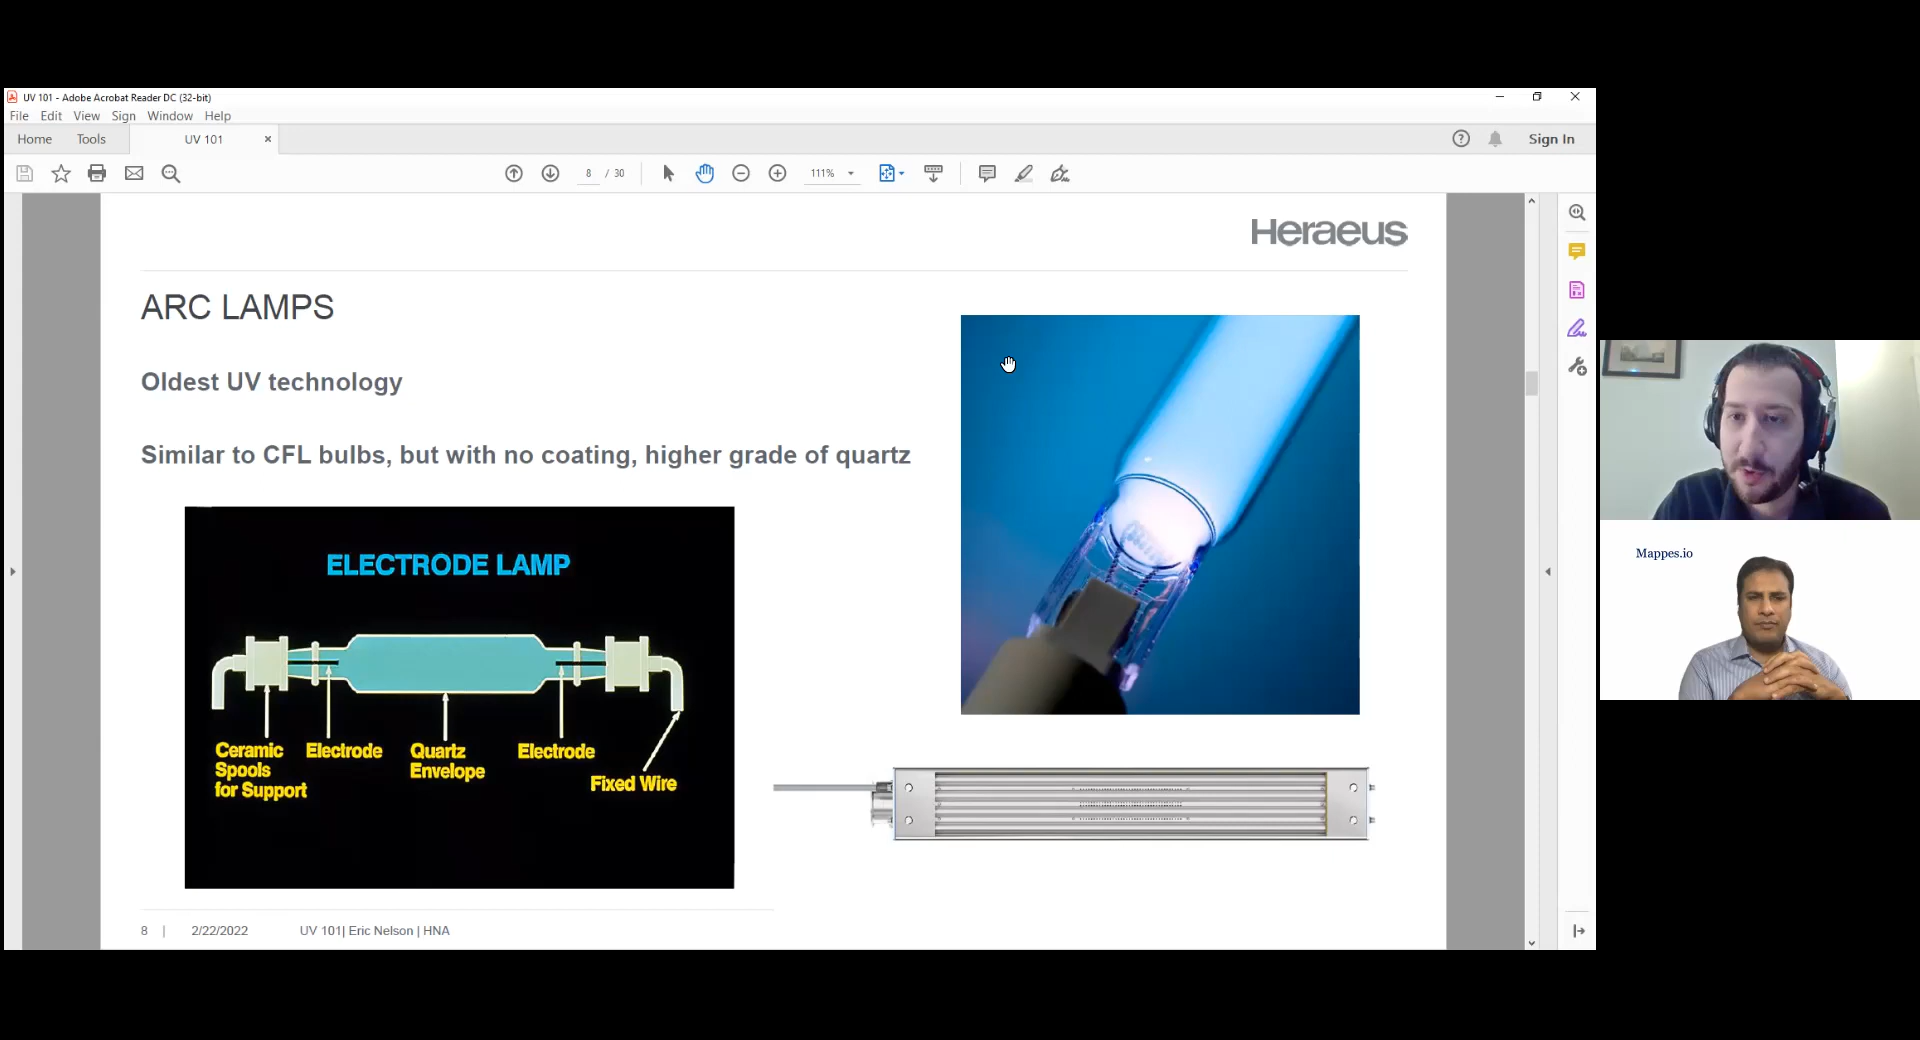 UV 101 - Adobe Acrobat Reader DC (32-bit)
File Edit View Sign Window Help
Home Tools UV 101 Sign In
8 / 30 111%
Heraeus
ARC LAMPS
Oldest UV technology
Similar to CFL bulbs, but with no coating, higher grade of quartz
ELECTRODE LAMP
Ceramic
Spools
for Support
Electrode
Quartz
Envelope
Electrode
Fixed Wire
8 | 2/22/2022 UV 101| Eric Nelson | HNA
Mappes.io